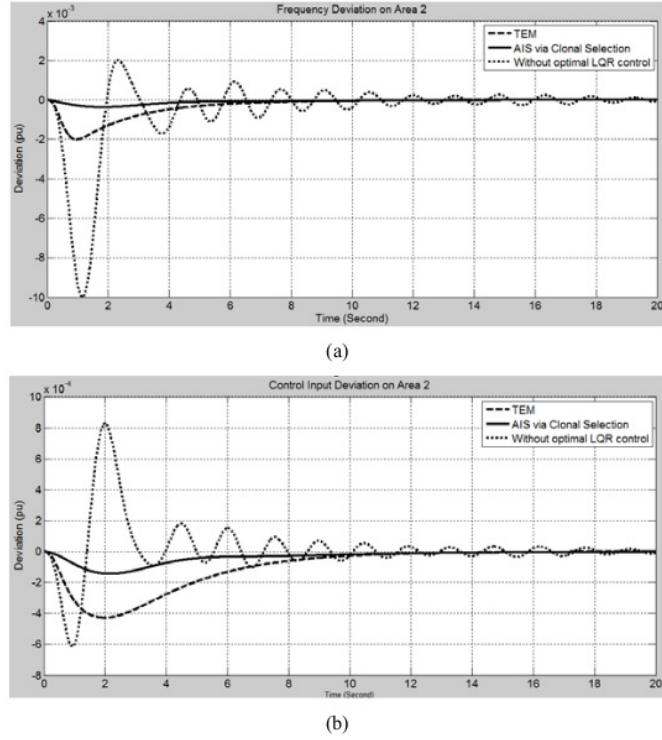 Frequency Deviation on Area 2
x 10⁻³
TEM
AIS via Clonal Selection
Without optimal LQR control
4
2
0
-2
-4
-6
-8
-10
Deviation (pu)
0 2 4 6 8 10 12 14 16 18 20
Time (Second)
(a)
Control Input Deviation on Area 2
x 10⁻⁴
TEM
AIS via Clonal Selection
Without optimal LQR control
10
8
6
4
2
0
-2
-4
-6
-8
Deviation (pu)
0 2 4 6 8 10 12 14 16 18 20
Time (Second)
(b)